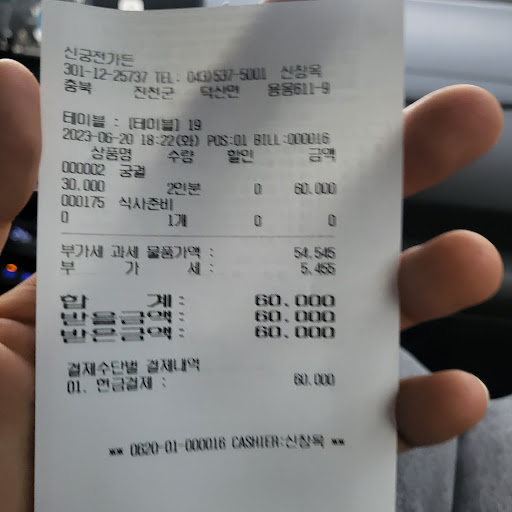 신궁전가든
301-12-25737 TEL: 043)537-5001 신창옥
충북 진천군 덕산면 용몽611-9
테이블 : [테이블] 19
2023-06-20 18:22(화) POS:01 BILL:000016
상품명 수량 할인 금액
000002 궁결
30.000 2인분 0 60.000
000175 식사준비
0 1개 0 0
부가세 과세 물품가액 : 54.545
부 가 세 : 5.455
합 계 : 60.000
받을금액 : 60.000
받은금액 : 60.000
결제수단별 결제내역
01. 현금결제 : 60.000
** 0620-01-000016 CASHIER:신창옥 **